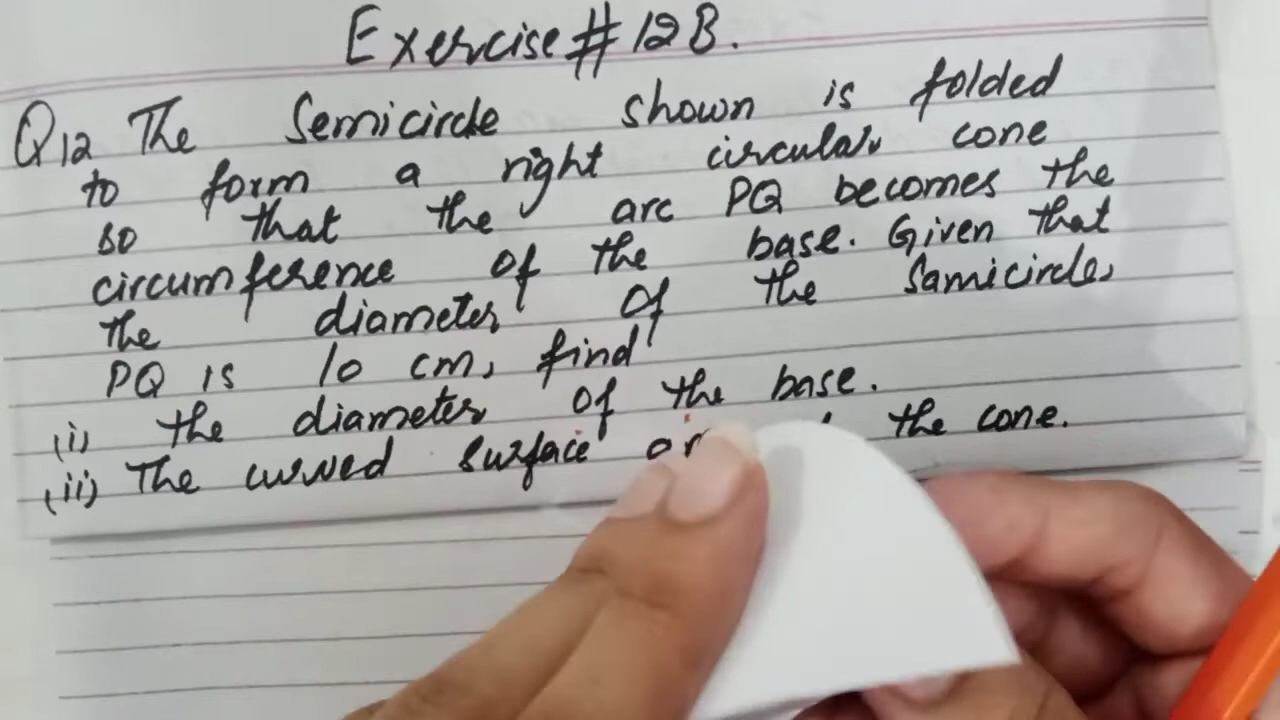 Exercise # 12B.
Q12 The Semicircle shown is folded
to form a right circular cone
so that the arc PQ becomes the
circumference of the base. Given that
the diameter of the Samicircle,
PQ is 10 cm, find
(i) the diameter of the base.
(ii) The curved surface the cone.